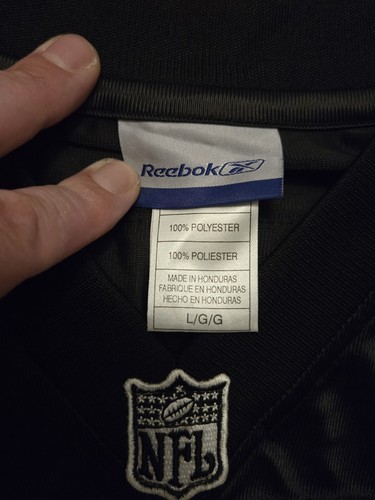 Reebok
100% POLYESTER
100% POLIESTER
MADE IN HONDURAS
FABRIQUE EN HONDURAS
HECHO EN HONDURAS
L/G/G
NFL